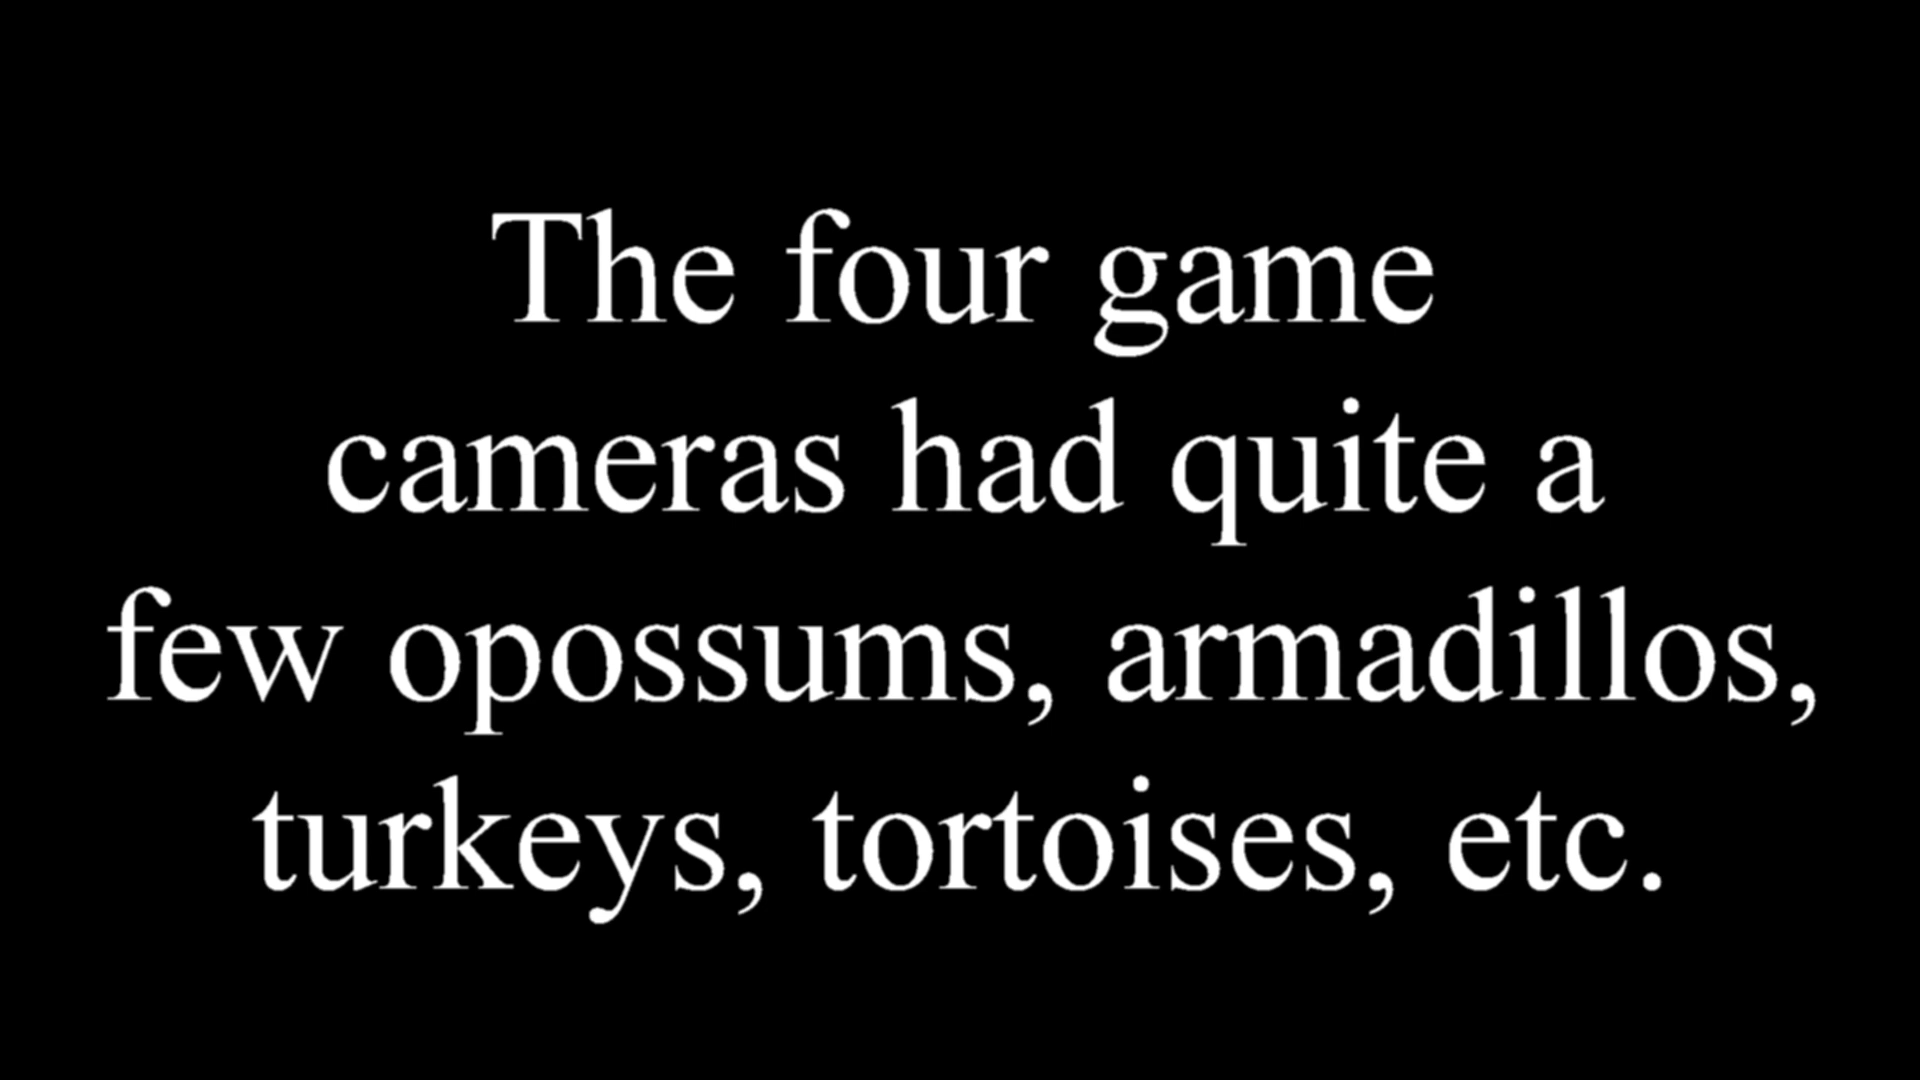 The four game
cameras had quite a
few opossums, armadillos,
turkeys, tortoises, etc.